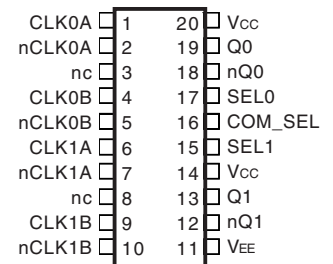 CLK0A 1 20 VCC
nCLK0A 2 19 Q0
nc 3 18 nQ0
CLK0B 4 17 SEL0
nCLK0B 5 16 COM_SEL
CLK1A 6 15 SEL1
nCLK1A 7 14 VCC
nc 8 13 Q1
CLK1B 9 12 nQ1
nCLK1B 10 11 VEE